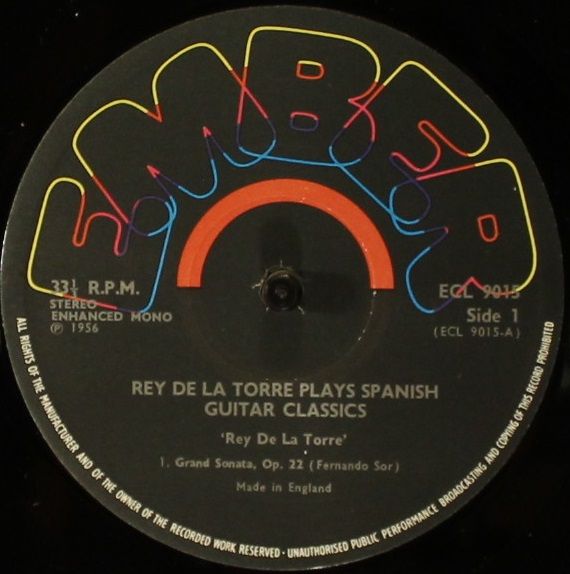 EMBER
33⅓ R.P.M.
STEREO
ENHANCED MONO
℗ 1956
ECL 9015
Side 1
(ECL 9015-A)
REY DE LA TORRE PLAYS SPANISH
GUITAR CLASSICS
'Rey De La Torre'
1. Grand Sonata, Op. 22 (Fernando Sor)
Made in England
ALL RIGHTS OF THE MANUFACTURER AND OF THE OWNER OF THE RECORDED WORK RESERVED · UNAUTHORISED PUBLIC PERFORMANCE BROADCASTING AND COPYING OF THIS RECORD PROHIBITED